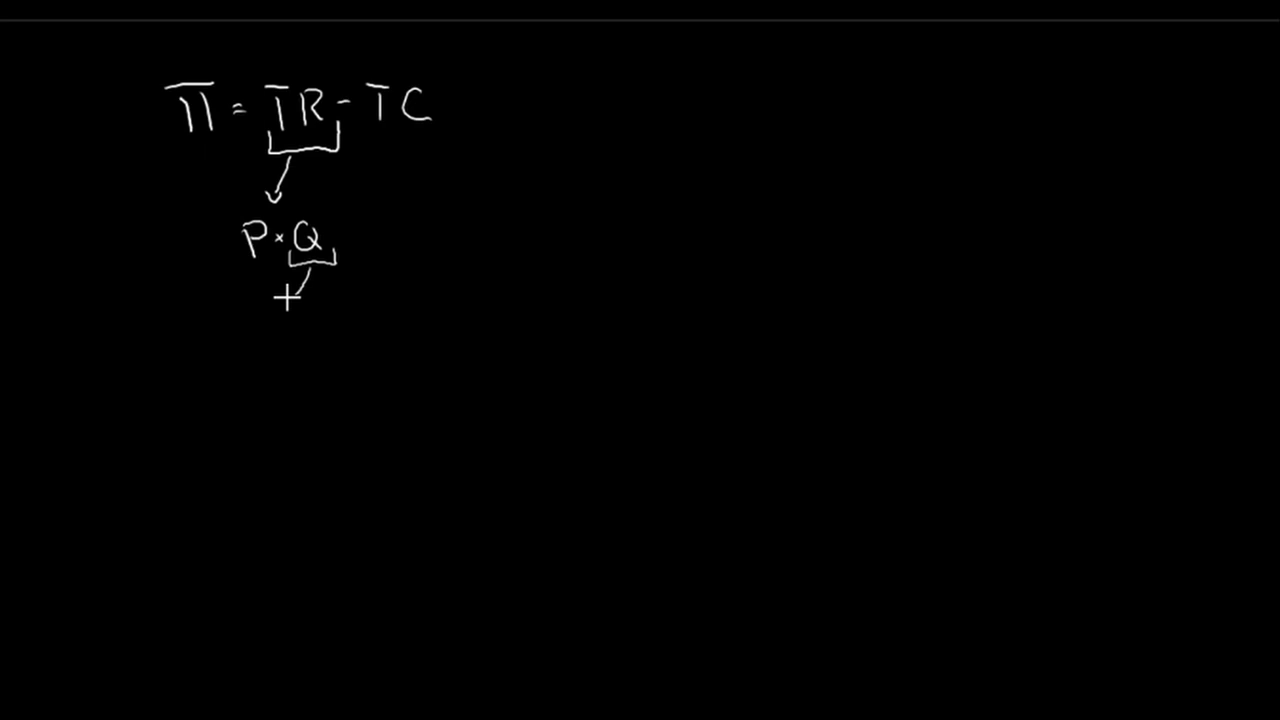 π = TR - TC
P × Q